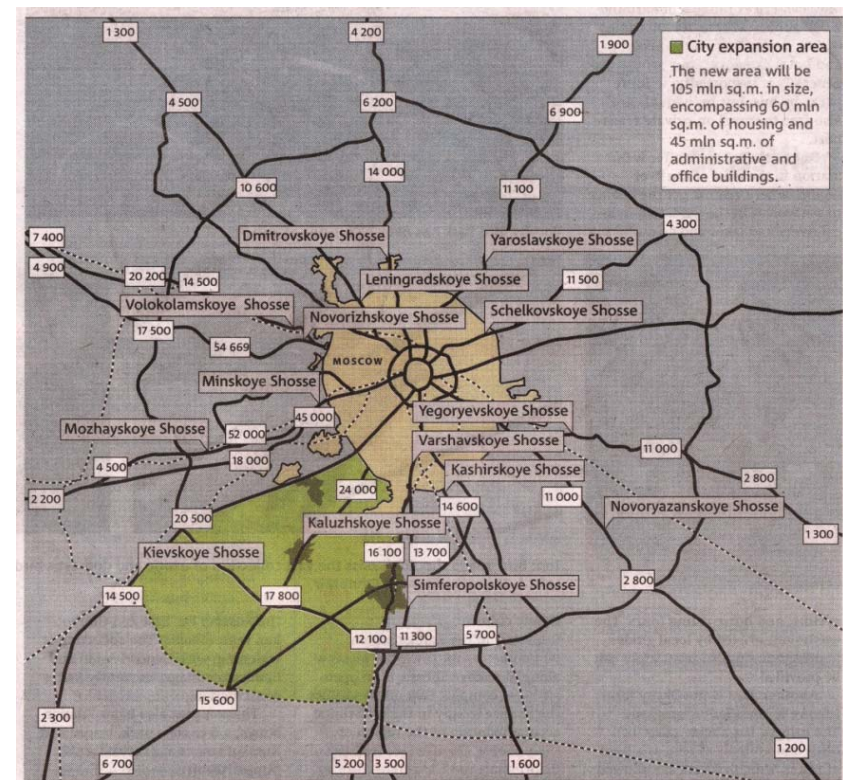 1 300
4 200
1 900
City expansion area
The new area will be
105 mln sq.m. in size,
encompassing 60 mln
sq.m. of housing and
45 mln sq.m. of
administrative and
office buildings.
4 500
6 200
6 900
14 000
10 600
11 100
4 300
7 400
Dmitrovskoye Shosse
Yaroslavskoye Shosse
4 900
20 200
14 500
Leningradskoye Shosse
11 500
Volokolamskoye Shosse
Novorizhskoye Shosse
Schelkovskoye Shosse
17 500
54 669
MOSCOW
Minskoye Shosse
45 000
Yegoryevskoye Shosse
Mozhayskoye Shosse
52 000
Varshavskoye Shosse
11 000
4 500
18 000
Kashirskoye Shosse
2 800
2 200
24 000
14 600
11 000
Novoryazanskoye Shosse
20 500
Kaluzhskoye Shosse
1 300
Kievskoye Shosse
16 100
13 700
2 800
Simferopolskoye Shosse
14 500
17 800
12 100
11 300
5 700
15 600
2 300
6 700
5 200
3 500
1 600
1 200